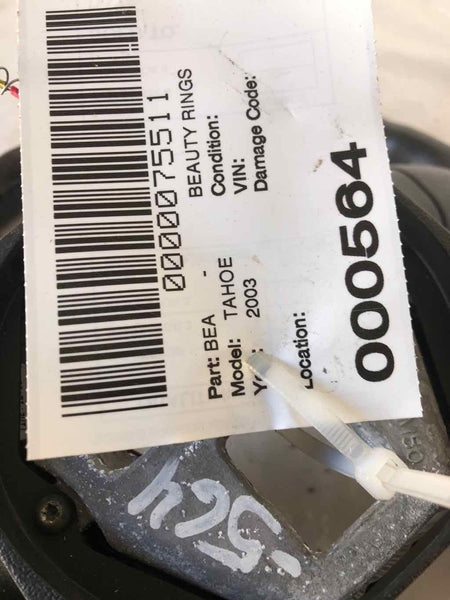 0000075511
Part: BEA - BEAUTY RINGS
Model: TAHOE Condition:
2003 VIN:
Damage Code:
Location:
000564
564